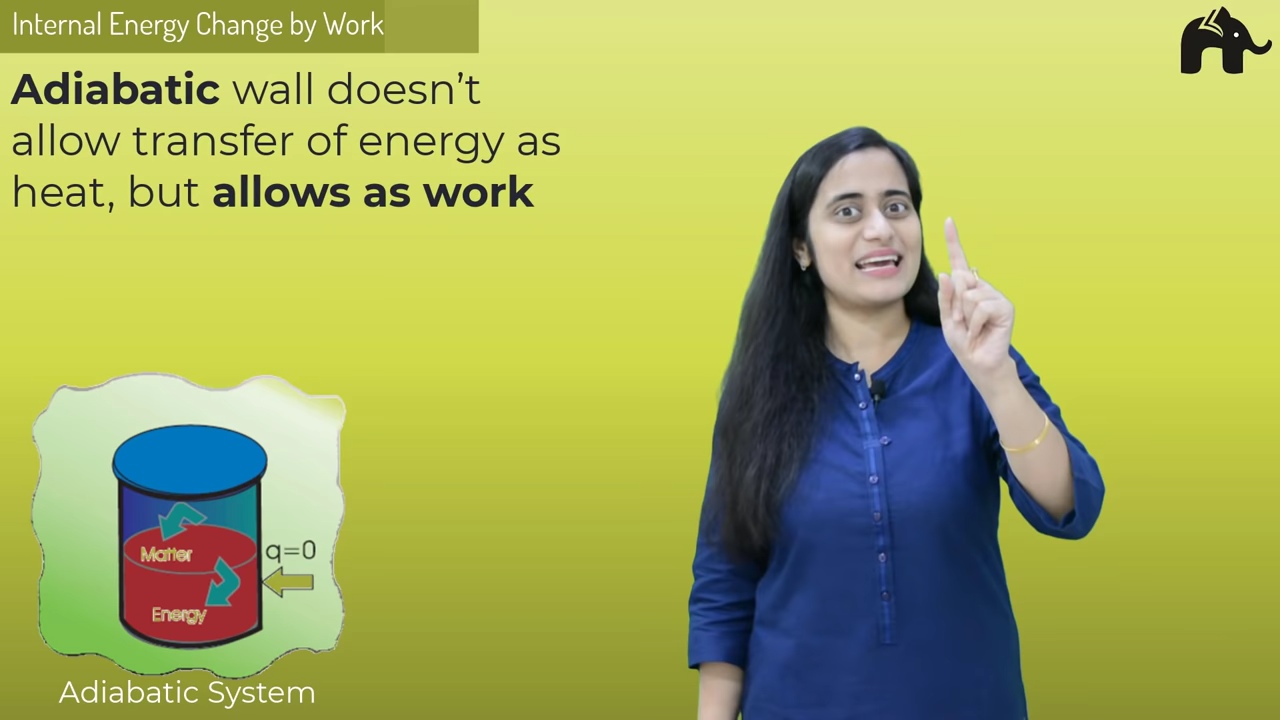 Internal Energy Change by Work
Adiabatic wall doesn’t
allow transfer of energy as
heat, but allows as work
Matter
q=0
Energy
Adiabatic System